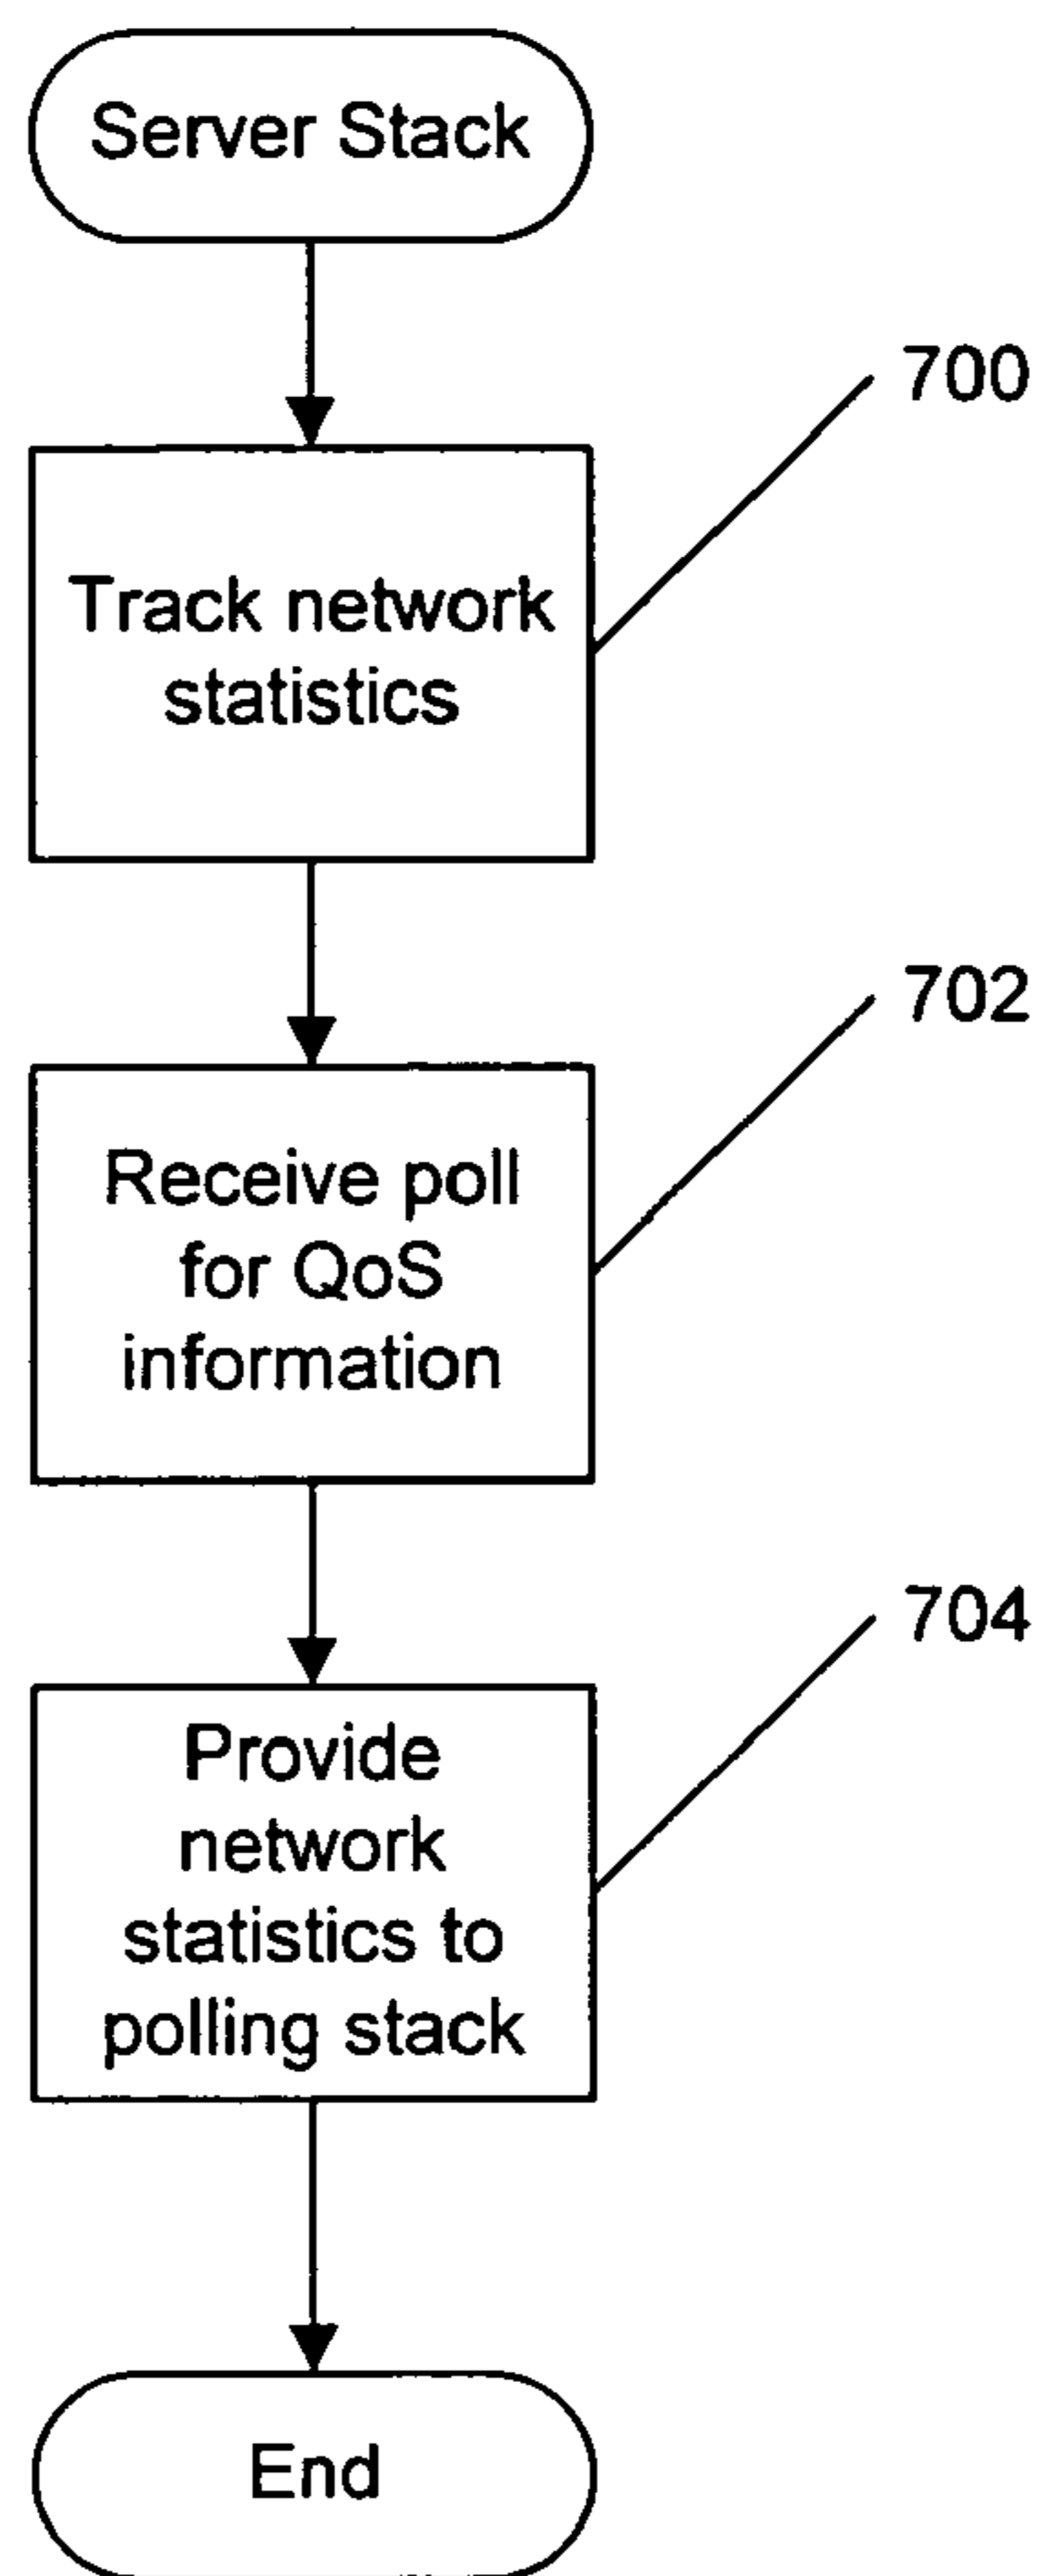 Server Stack
700
Track network
statistics
702
Receive poll
for QoS
information
704
Provide
network
statistics to
polling stack
End